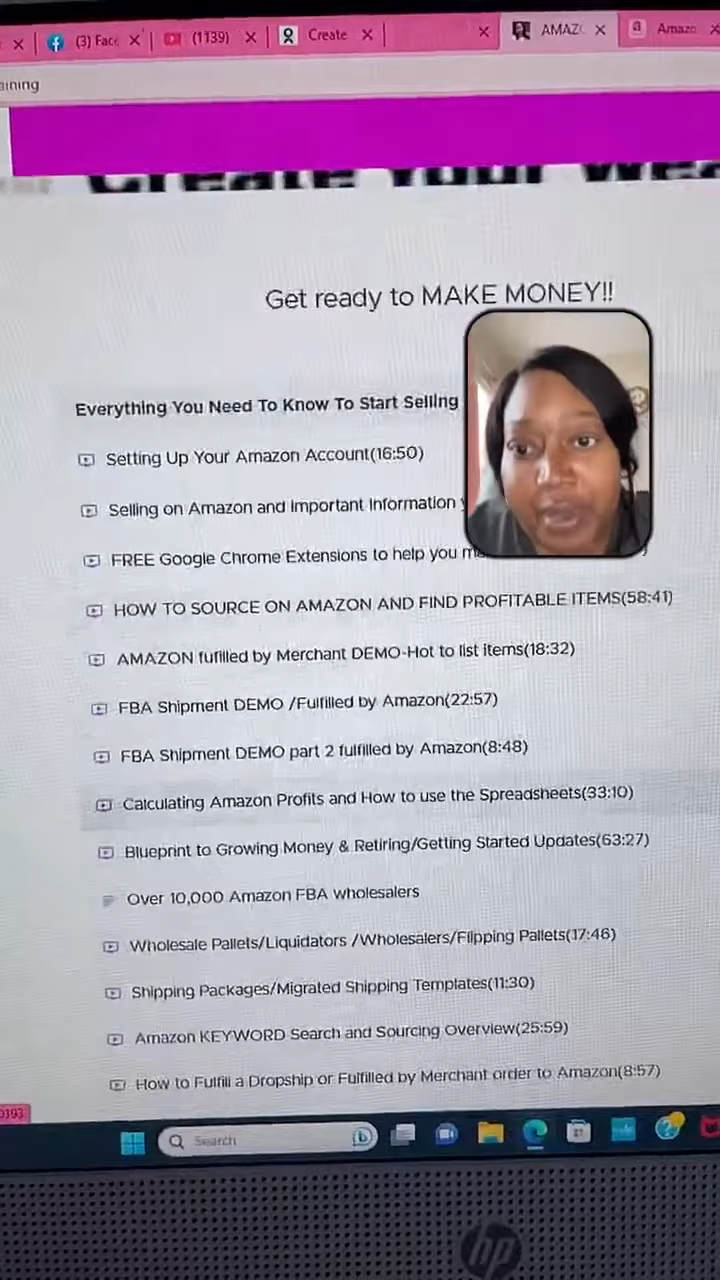 (3) Face
(1139)
Create
AMAZ
Amazo
aining
Create Your Wea
Get ready to MAKE MONEY!!
Everything You Need To Know To Start Selling
Setting Up Your Amazon Account(16:50)
Selling on Amazon and Important Information
FREE Google Chrome Extensions to help you ma
HOW TO SOURCE ON AMAZON AND FIND PROFITABLE ITEMS(58:41)
AMAZON fufilled by Merchant DEMO-Hot to list items(18:32)
FBA Shipment DEMO /Fulfilled by Amazon(22:57)
FBA Shipment DEMO part 2 fulfilled by Amazon(8:48)
Calculating Amazon Profits and How to use the Spreadsheets(33:10)
Blueprint to Growing Money & Retiring/Getting Started Updates(63:27)
Over 10,000 Amazon FBA wholesalers
Wholesale Pallets/Liquidators /Wholesalers/Flipping Pallets(17:46)
Shipping Packages/Migrated Shipping Templates(11:30)
Amazon KEYWORD Search and Sourcing Overview(25:59)
How to Fulfill a Dropship or Fulfilled by Merchant order to Amazon(8:57)
0393
Search
hp